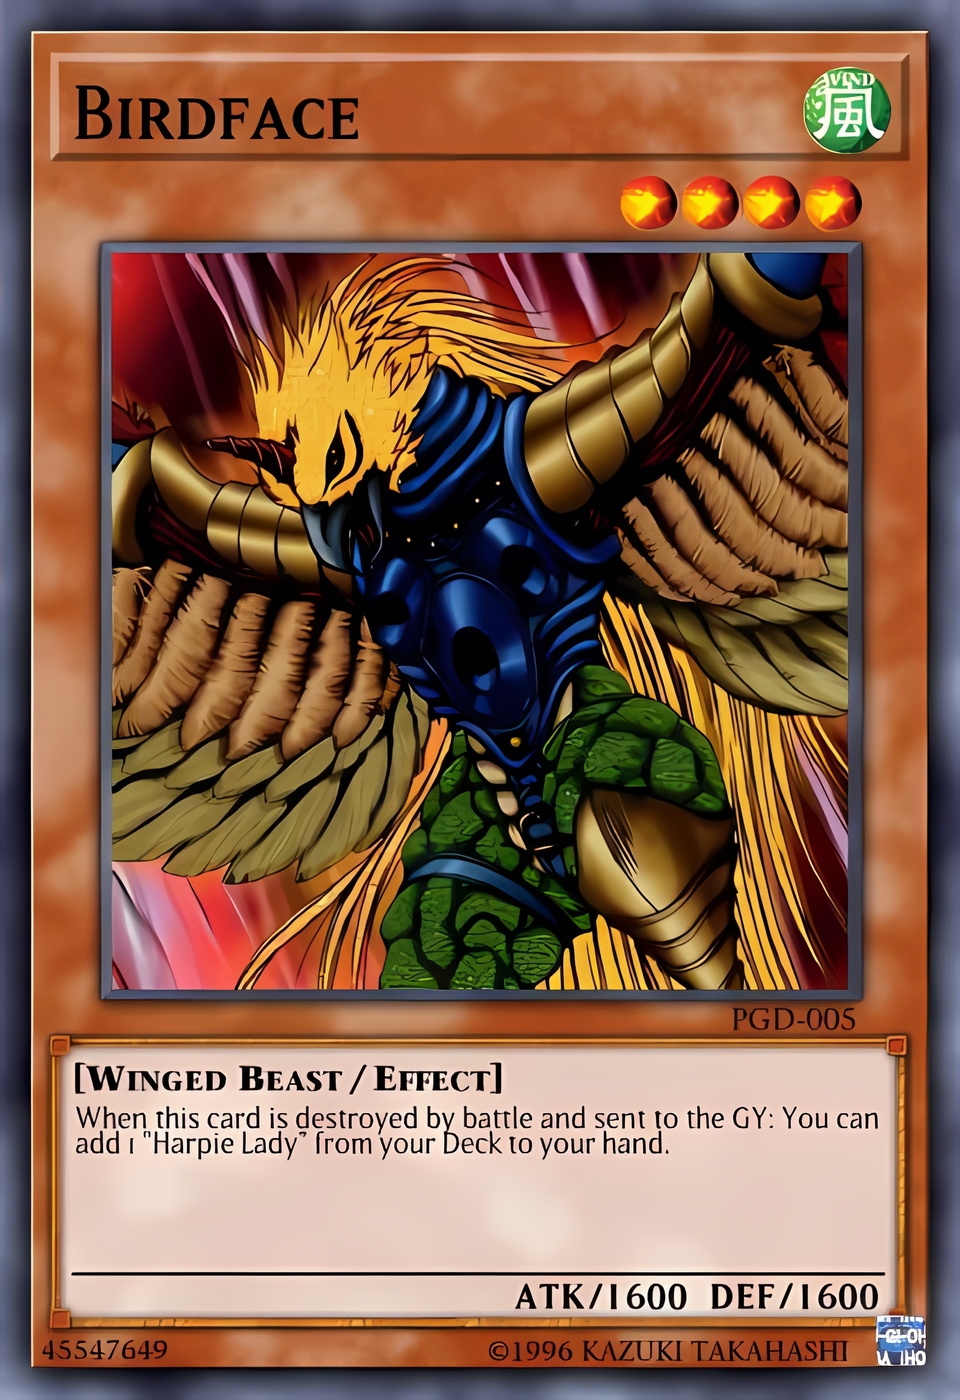 BIRDFACE
WIND
風
PGD-005
[WINGED BEAST / EFFECT]
When this card is destroyed by battle and sent to the GY: You can
add 1 "Harpie Lady" from your Deck to your hand.
ATK/1600 DEF/1600
45547649
©1996 KAZUKI TAKAHASHI